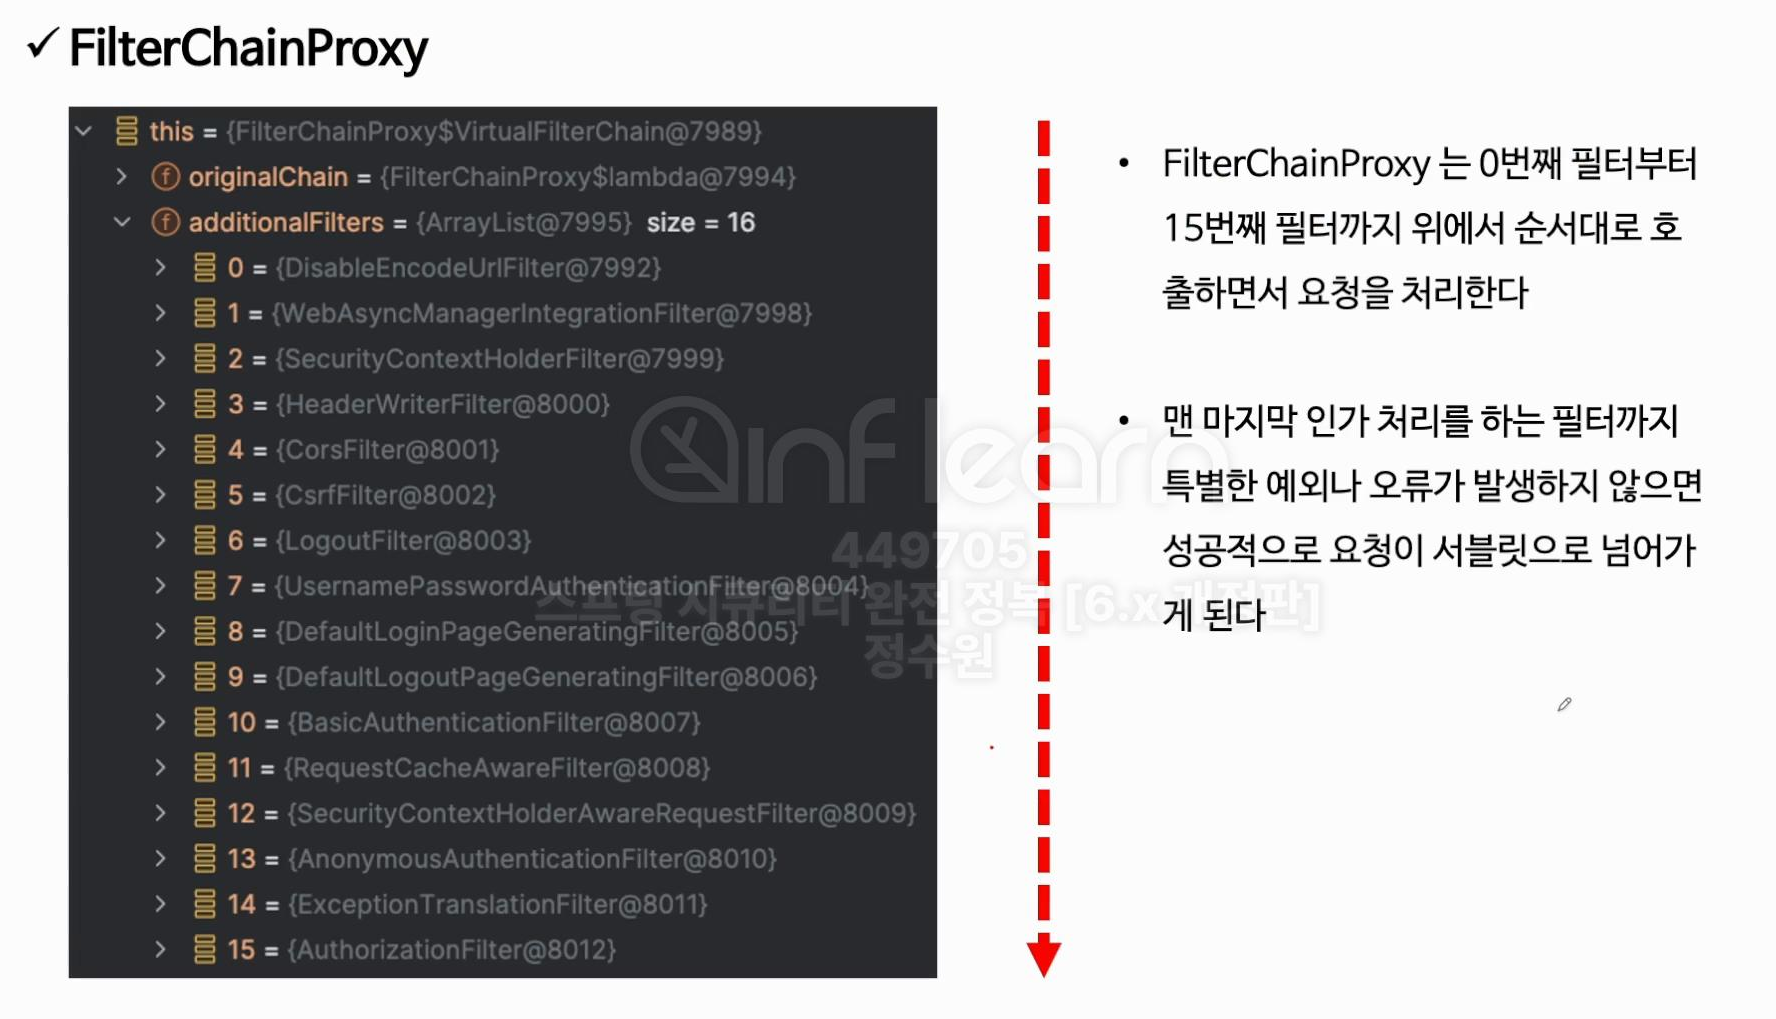 ✓ FilterChainProxy
this = {FilterChainProxy$VirtualFilterChain@7989}
originalChain = {FilterChainProxy$lambda@7994}
additionalFilters = {ArrayList@7995} size = 16
0 = {DisableEncodeUrlFilter@7992}
1 = {WebAsyncManagerIntegrationFilter@7998}
2 = {SecurityContextHolderFilter@7999}
3 = {HeaderWriterFilter@8000}
4 = {CorsFilter@8001}
5 = {CsrfFilter@8002}
6 = {LogoutFilter@8003}
7 = {UsernamePasswordAuthenticationFilter@8004}
8 = {DefaultLoginPageGeneratingFilter@8005}
9 = {DefaultLogoutPageGeneratingFilter@8006}
10 = {BasicAuthenticationFilter@8007}
11 = {RequestCacheAwareFilter@8008}
12 = {SecurityContextHolderAwareRequestFilter@8009}
13 = {AnonymousAuthenticationFilter@8010}
14 = {ExceptionTranslationFilter@8011}
15 = {AuthorizationFilter@8012}
• FilterChainProxy 는 0번째 필터부터
15번째 필터까지 위에서 순서대로 호
출하면서 요청을 처리한다
• 맨 마지막 인가 처리를 하는 필터까지
특별한 예외나 오류가 발생하지 않으면
성공적으로 요청이 서블릿으로 넘어가
게 된다
inflearn
449705
스프링 시큐리티 완전 정복 [6.x 개정판]
정수원